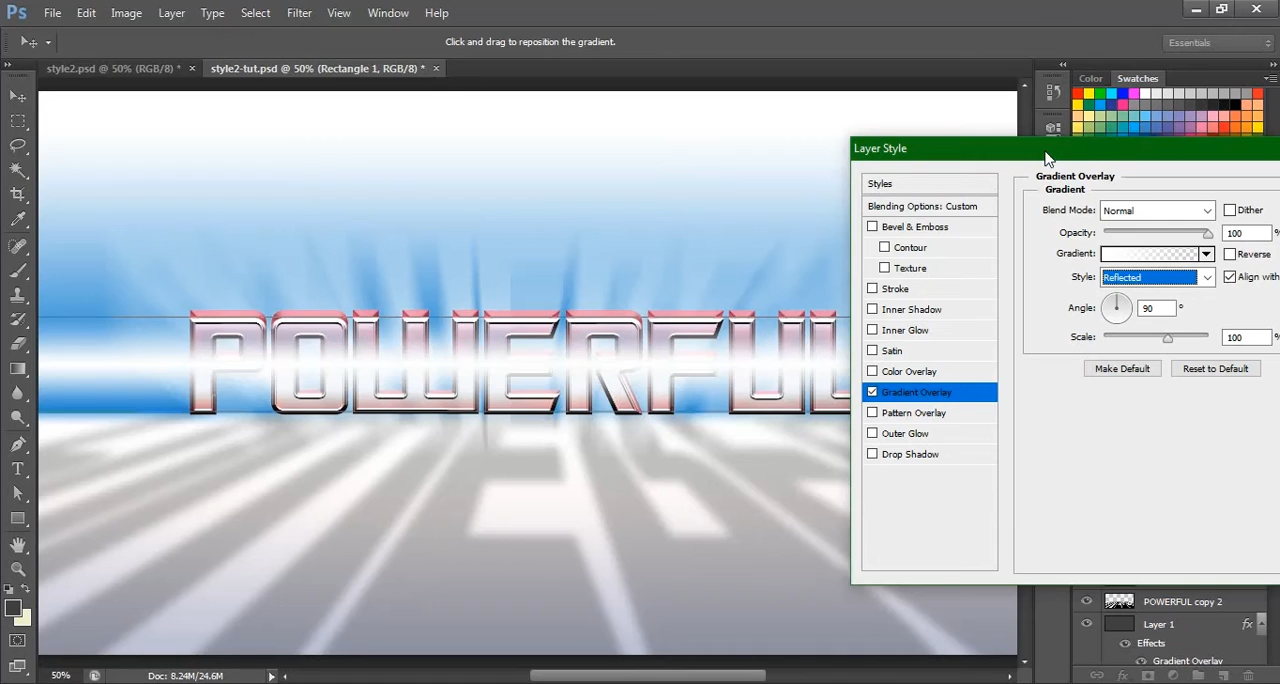 Ps File Edit Image Layer Type Select Filter View Window Help
Click and drag to reposition the gradient.
Essentials
style2.psd @ 50% (RGB/8) * × style2-tut.psd @ 50% (Rectangle 1, RGB/8) * ×
Color Swatches
Layer Style
Styles
Blending Options: Custom
Bevel & Emboss
Contour
Texture
Stroke
Inner Shadow
Inner Glow
Satin
Color Overlay
Gradient Overlay
Pattern Overlay
Outer Glow
Drop Shadow
Gradient Overlay
Gradient
Blend Mode: Normal Dither
Opacity: 100 %
Gradient: Reverse
Style: Reflected Align with
Angle: 90 °
Scale: 100 %
Make Default Reset to Default
POWERFUL
POWERFUL copy 2
Layer 1 fx
Effects
Gradient Overlay
50% Doc: 8.24M/24.6M